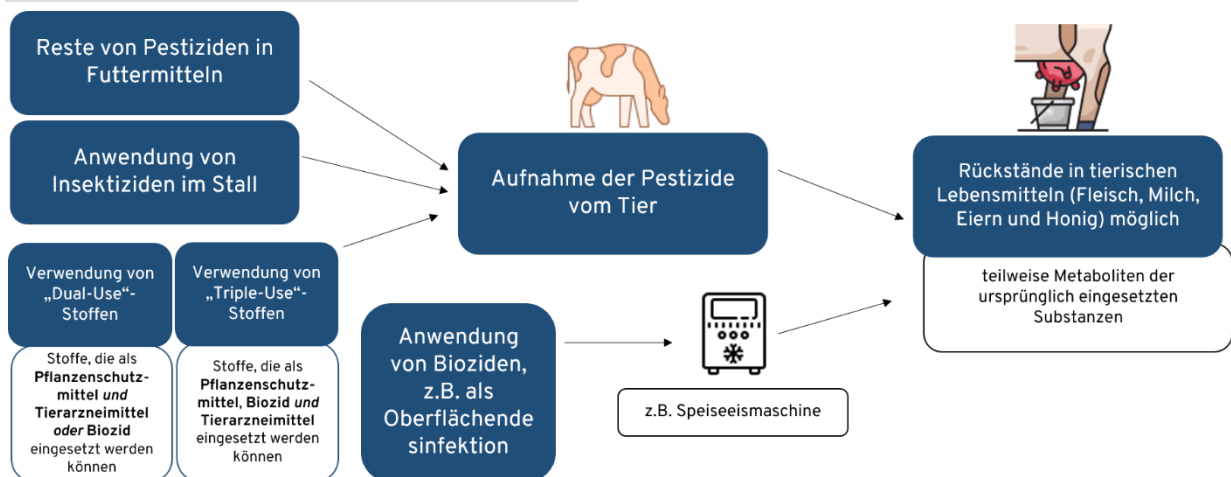 Reste von Pestiziden in
Futtermitteln
Anwendung von
Insektiziden im Stall
Verwendung von
„Dual-Use“-
Stoffen
Stoffe, die als
Pflanzenschutz-
mittel und
Tierarzneimittel
oder Biozid
eingesetzt werden
können
Verwendung von
„Triple-Use“-
Stoffen
Stoffe, die als
Pflanzenschutz-
mittel, Biozid und
Tierarzneimittel
eingesetzt werden
können
Aufnahme der Pestizide
vom Tier
Anwendung
von Bioziden,
z.B. als
Oberflächende
sinfektion
z.B. Speiseeismaschine
Rückstände in tierischen
Lebensmitteln (Fleisch, Milch,
Eiern und Honig) möglich
teilweise Metaboliten der
ursprünglich eingesetzten
Substanzen